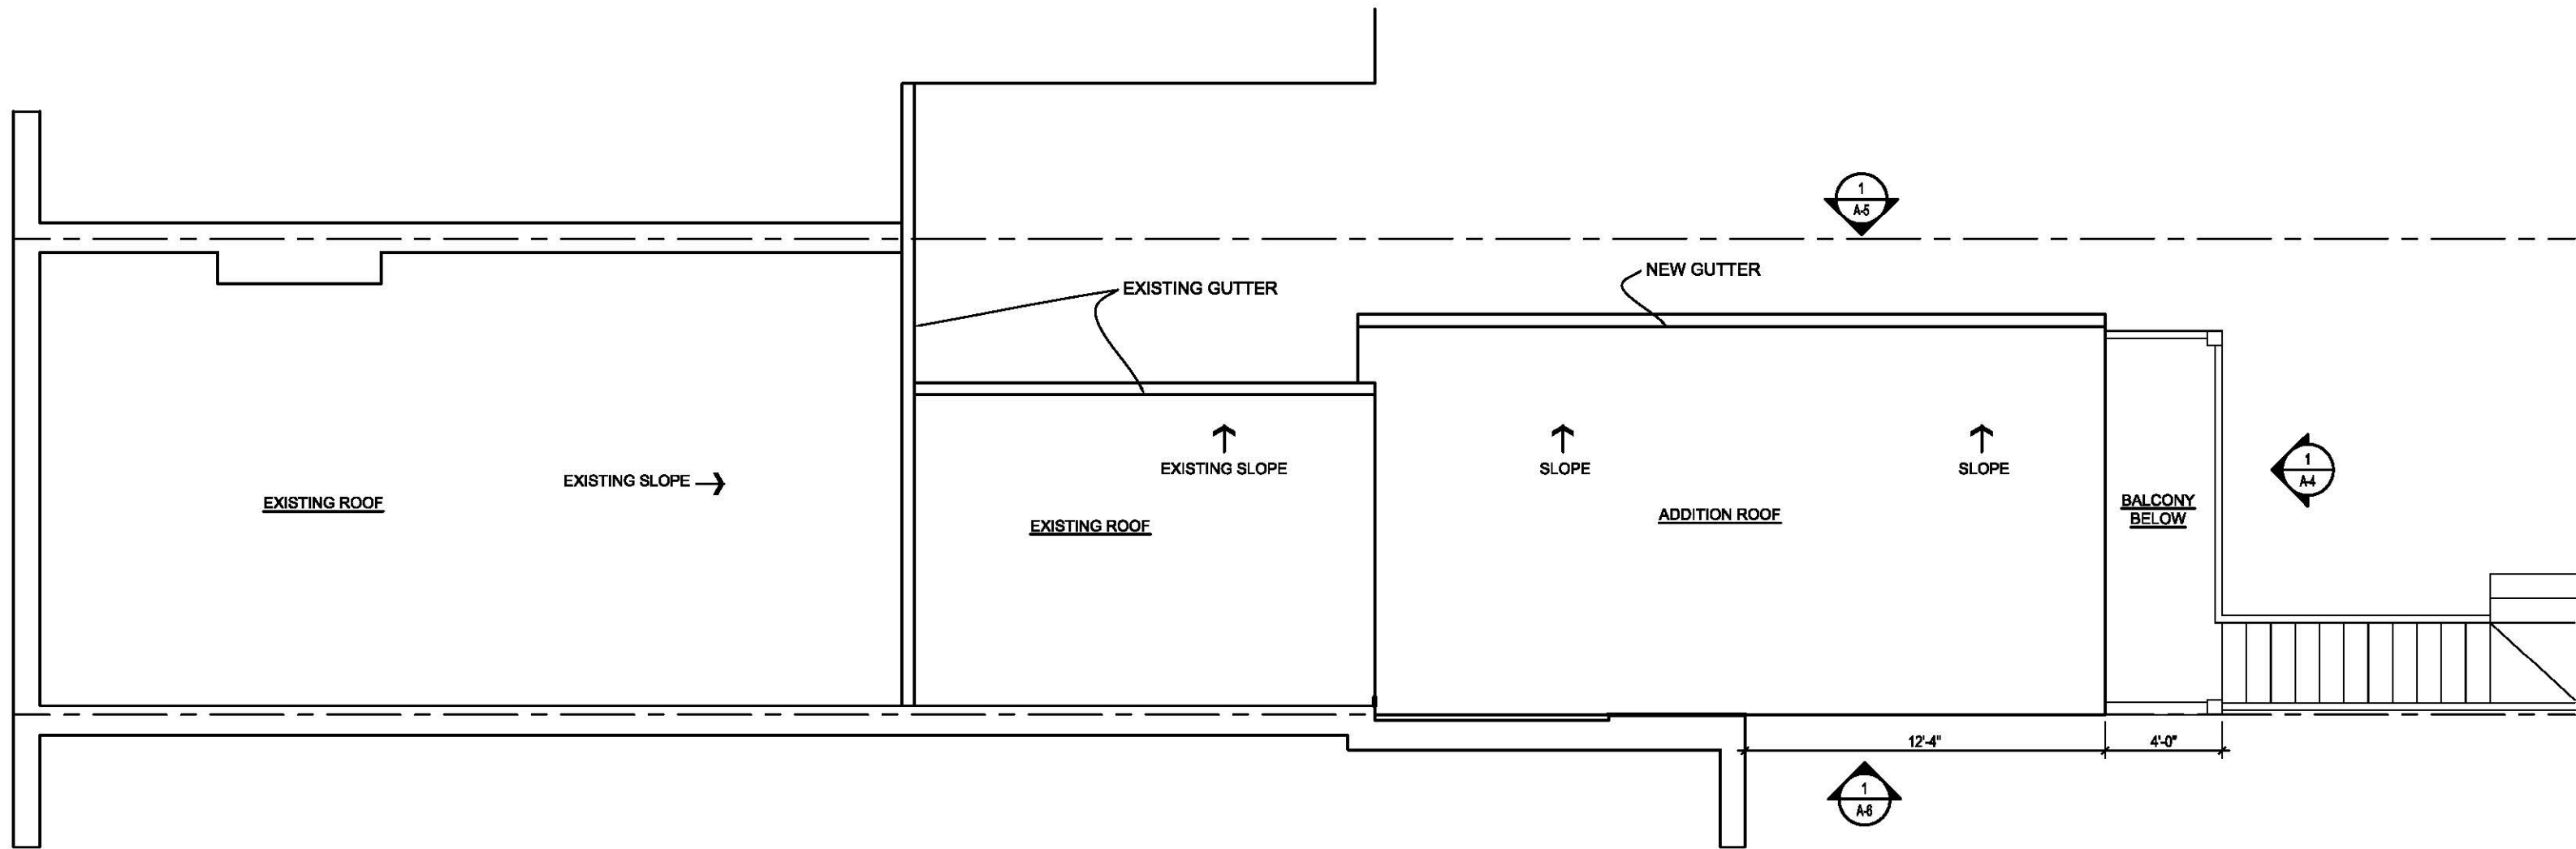 1
A-5
NEW GUTTER
EXISTING GUTTER
EXISTING SLOPE
EXISTING ROOF
EXISTING SLOPE
EXISTING ROOF
SLOPE
SLOPE
ADDITION ROOF
BALCONY
BELOW
1
A-4
12'-4"
4'-0"
1
A-6